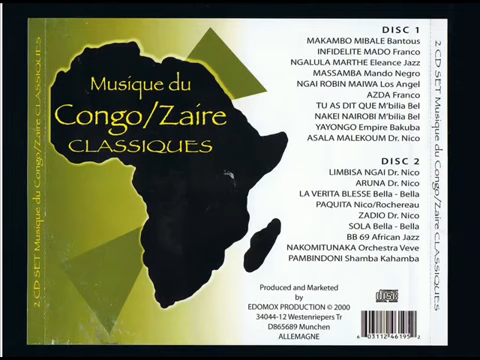 2 CD SET Musique du Congo/Zaire CLASSIQUES
Musique du
Congo/Zaire
CLASSIQUES
DISC 1
MAKAMBO MIBALE Bantous
INFIDELITE MADO Franco
NGALULA MARTHE Eleance Jazz
MASSAMBA Mando Negro
NGAI ROBIN MAIWA Los Angel
AZDA Franco
TU AS DIT QUE M'bilia Bel
NAKEI NAIROBI M'bilia Bel
YAYONGO Empire Bakuba
ASALA MALEKOUM Dr. Nico
DISC 2
LIMBISA NGAI Dr. Nico
ARUNA Dr. Nico
LA VERITA BLESSE Bella - Bella
PAQUITA Nico/Rochereau
ZADIO Dr. Nico
SOLA Bella - Bella
BB 69 African Jazz
NAKOMITUNAKA Orchestra Veve
PAMBINDONI Shamba Kahamba
Produced and Marketed
by
EDOMOX PRODUCTION © 2000
34044-12 Westenriepers Tr
D865689 Munchen
ALLEMAGNE
6 03112 46195
2 CD SET Musique du Congo/Zaire CLASSIQUES